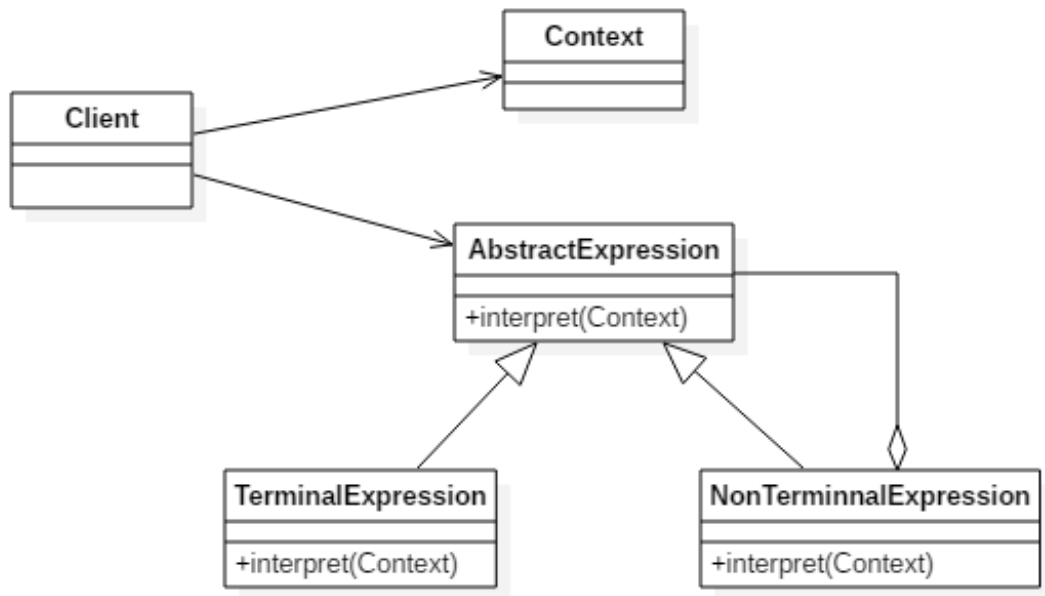 Context
Client
AbstractExpression
+interpret(Context)
TerminalExpression
+interpret(Context)
NonTerminnalExpression
+interpret(Context)